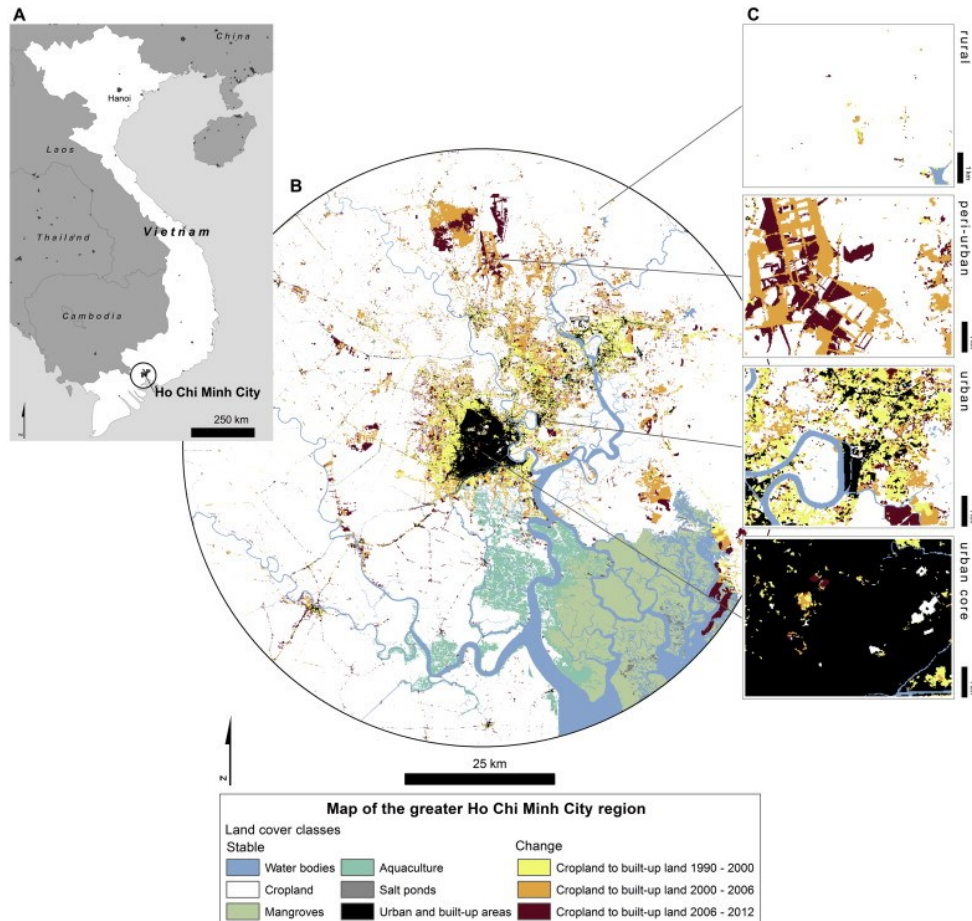 A
China
Hanoi
Laos
Thailand
Vietnam
Cambodia
Ho Chi Minh City
250 km
B
25 km
C
rural
1 km
peri-urban
urban
urban core
Map of the greater Ho Chi Minh City region
Land cover classes
Stable
Water bodies
Cropland
Mangroves
Aquaculture
Salt ponds
Urban and built-up areas
Change
Cropland to built-up land 1990 - 2000
Cropland to built-up land 2000 - 2006
Cropland to built-up land 2006 - 2012